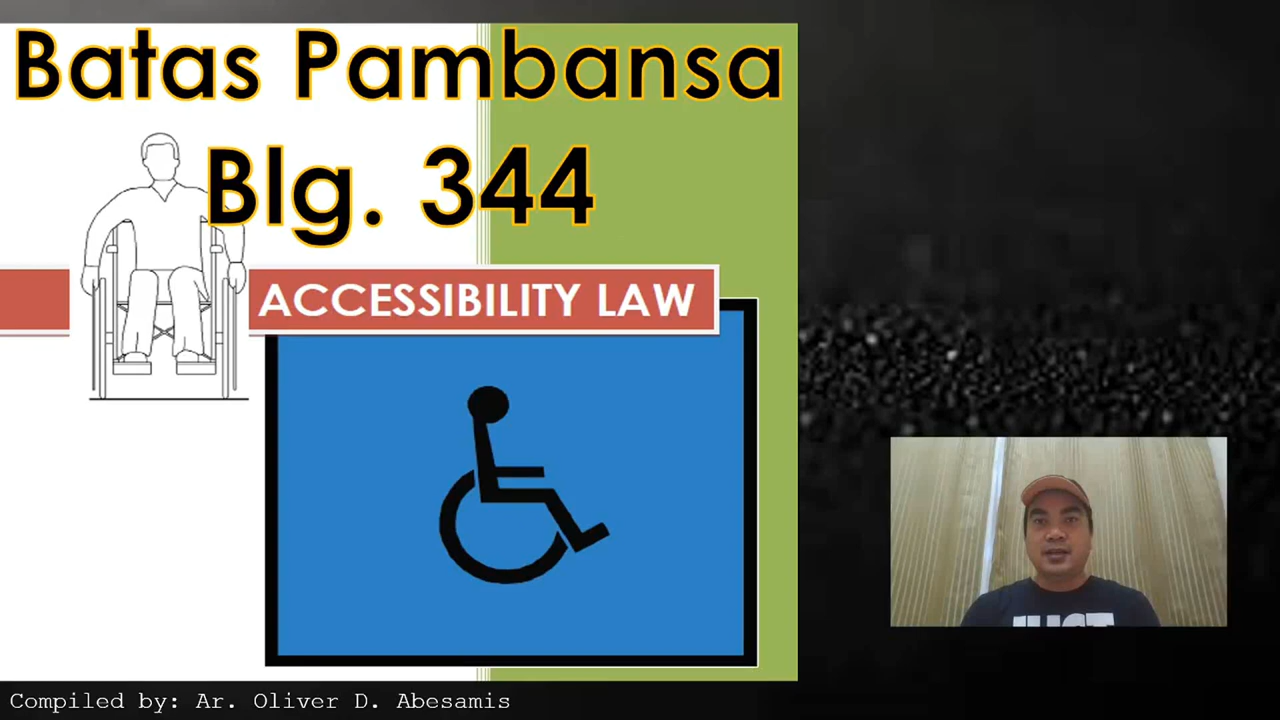 Batas Pambansa
Blg. 344
ACCESSIBILITY LAW
Compiled by: Ar. Oliver D. Abesamis